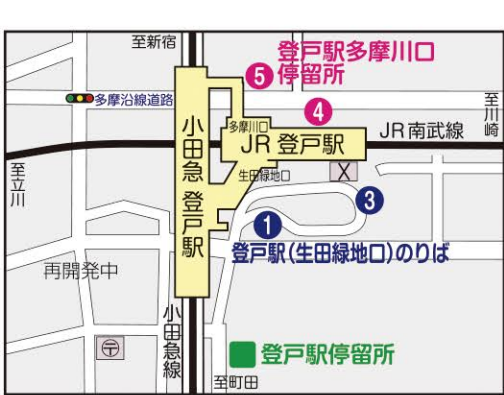 至新宿
登戸駅多摩川口
⑤停留所
多摩沿線道路
④
至川崎
小田急 登戸駅
多摩川口
JR 登戸駅
JR南武線
至立川
生田緑地口
X
③
①
登戸駅(生田緑地口)のりば
再開発中
〒
小田急線
登戸駅停留所
至町田